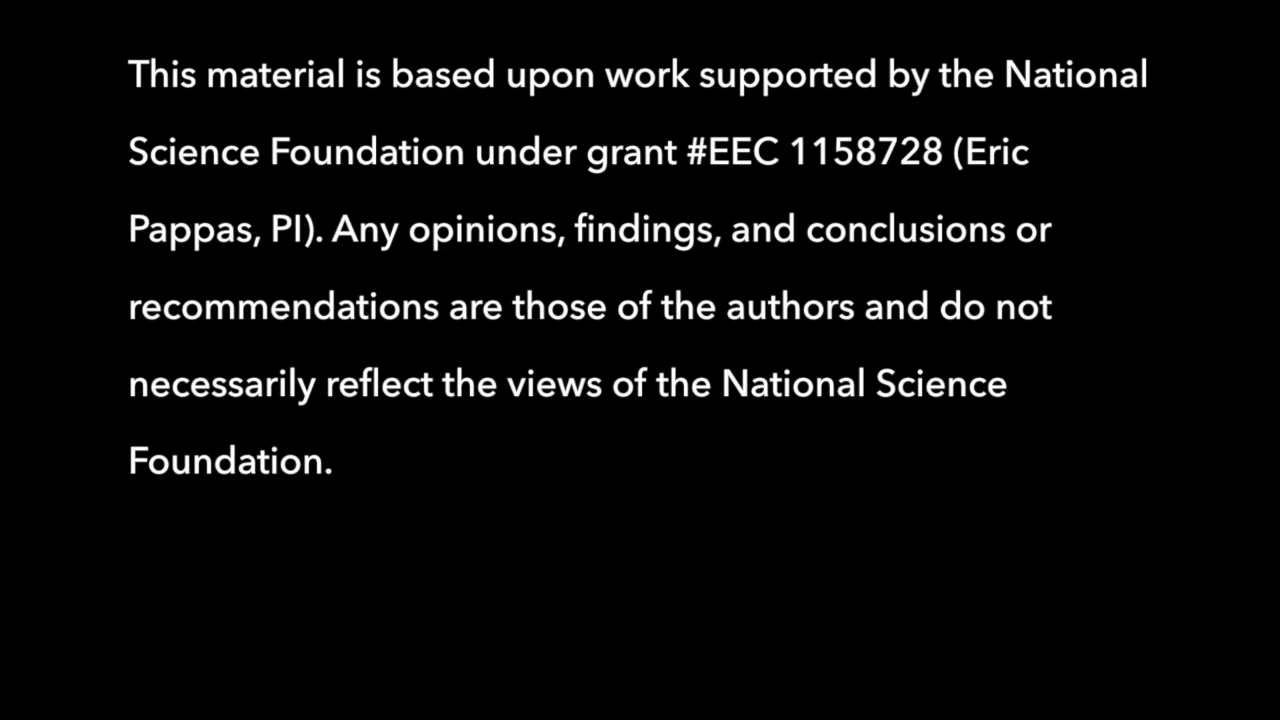 This material is based upon work supported by the National
Science Foundation under grant #EEC 1158728 (Eric
Pappas, PI). Any opinions, findings, and conclusions or
recommendations are those of the authors and do not
necessarily reflect the views of the National Science
Foundation.